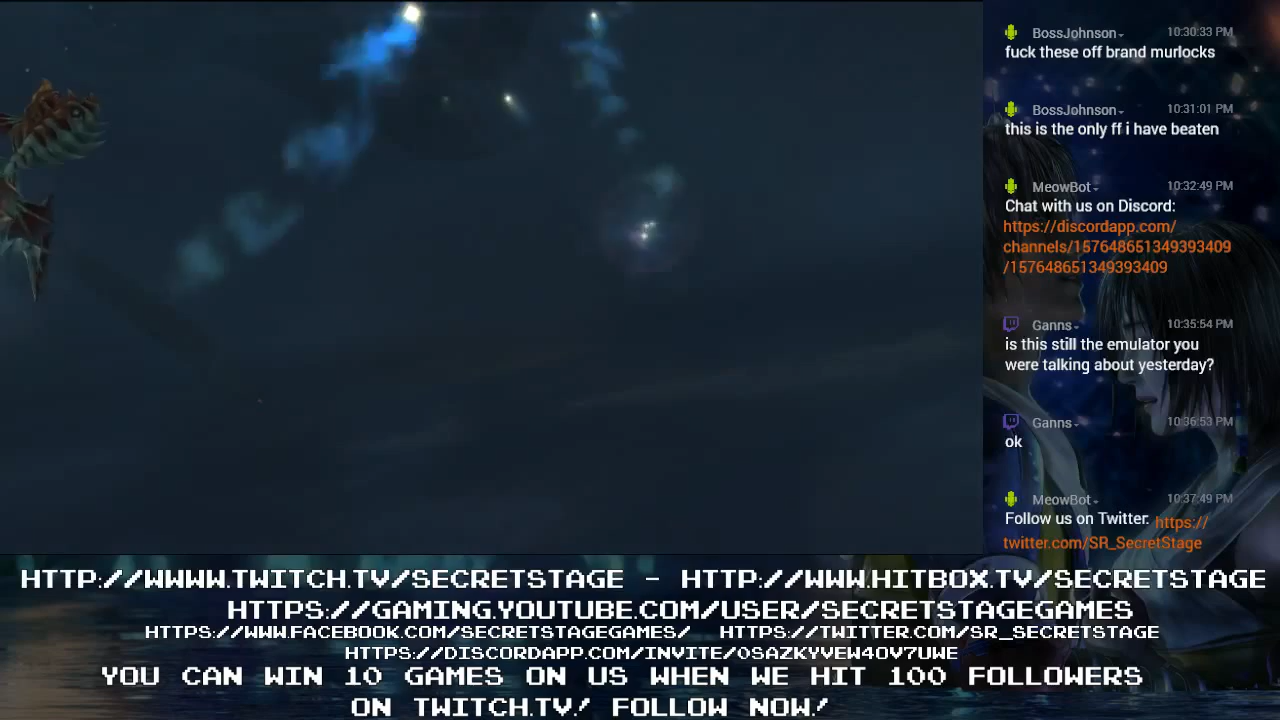 BossJohnson 10:30:33 PM
fuck these off brand murlocks
BossJohnson 10:31:01 PM
this is the only ff i have beaten
MeowBot 10:32:49 PM
Chat with us on Discord:
https://discordapp.com/
channels/157648651349393409
/157648651349393409
Ganns 10:35:54 PM
is this still the emulator you
were talking about yesterday?
Ganns 10:36:53 PM
ok
MeowBot 10:37:49 PM
Follow us on Twitter: https://
twitter.com/SR_SecretStage
HTTP://WWWW.TWITCH.TV/SECRETSTAGE - HTTP://WWW.HITBOX.TV/SECRETSTAGE
HTTPS://GAMING.YOUTUBE.COM/USER/SECRETSTAGEGAMES
HTTPS://WWW.FACEBOOK.COM/SECRETSTAGEGAMES/ HTTPS://TWITTER.COM/SR_SECRETSTAGE
HTTPS://DISCORDAPP.COM/INVITE/0SAZKYVEW4OV7UWE
YOU CAN WIN 10 GAMES ON US WHEN WE HIT 100 FOLLOWERS
ON TWITCH.TV! FOLLOW NOW!